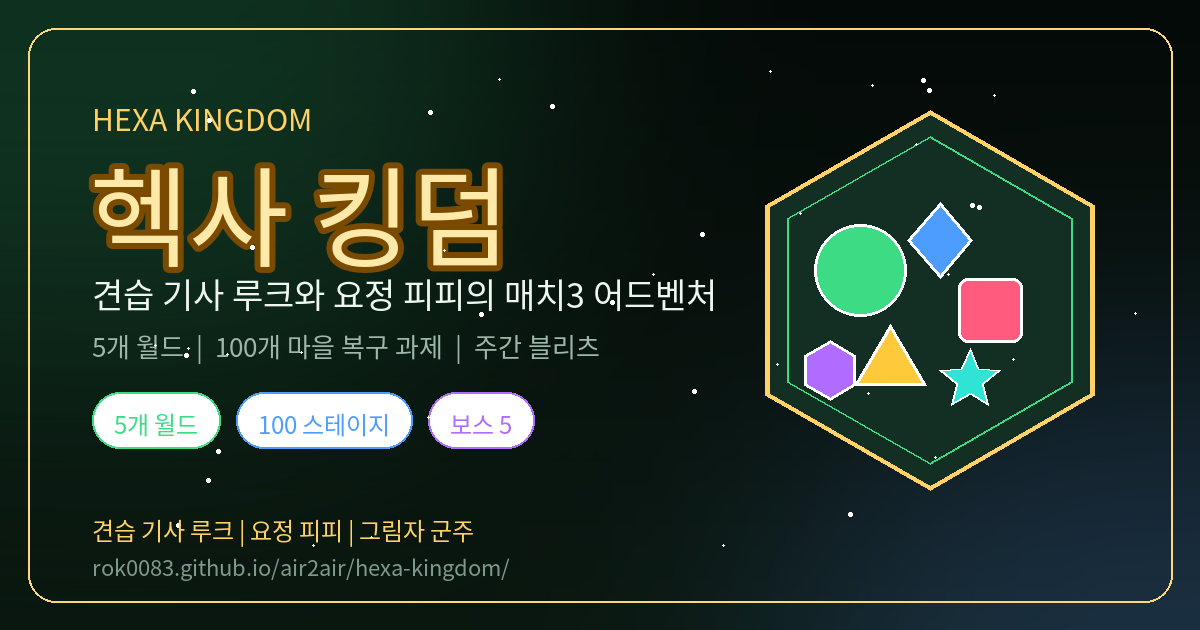 HEXA KINGDOM
헥사 킹덤
견습 기사 루크와 요정 피피의 매치3 어드벤처
5개 월드 | 100개 마을 복구 과제 | 주간 블리츠
5개 월드 100 스테이지 보스 5
견습 기사 루크 | 요정 피피 | 그림자 군주
rok0083.github.io/air2air/hexa-kingdom/